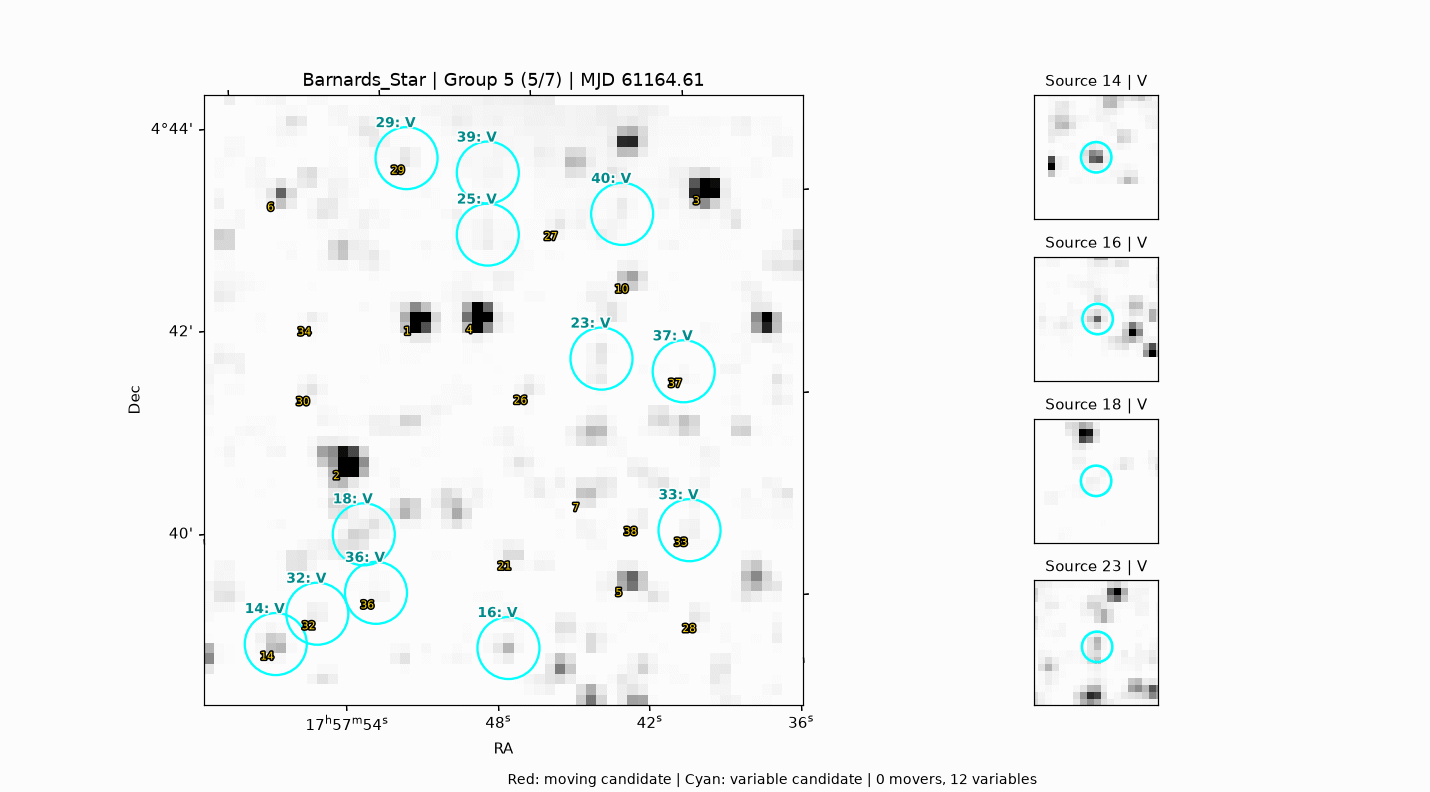 Barnards_Star | Group 5 (5/7) | MJD 61164.61
Source 14 | V
29: V
4°44'
39: V
29
40: V
25: V
3
6
27
Source 16 | V
10
23: V
42'
34
1
4
37: V
37
Dec
30
26
Source 18 | V
2
18: V
33: V
7
40'
38
33
36: V
21
Source 23 | V
32: V
5
36
14: V
16: V
32
28
14
17ʰ57ᵐ54ˢ
48ˢ
42ˢ
36ˢ
RA
Red: moving candidate | Cyan: variable candidate | 0 movers, 12 variables